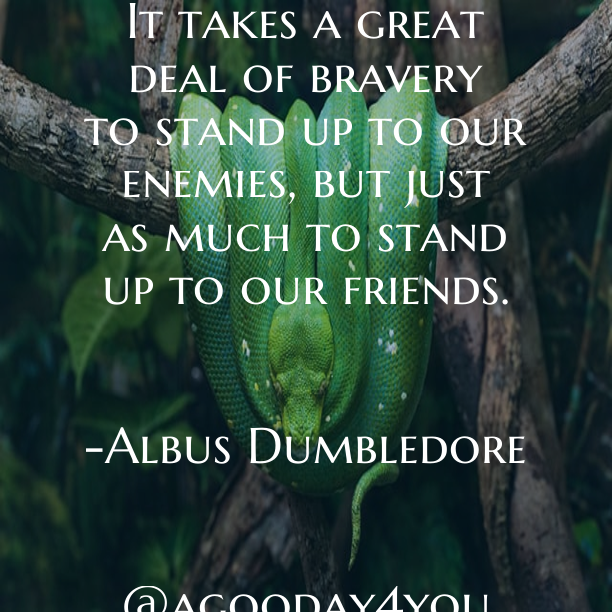 It takes a great
deal of bravery
to stand up to our
enemies, but just
as much to stand
up to our friends.
-Albus Dumbledore
@agooday4you